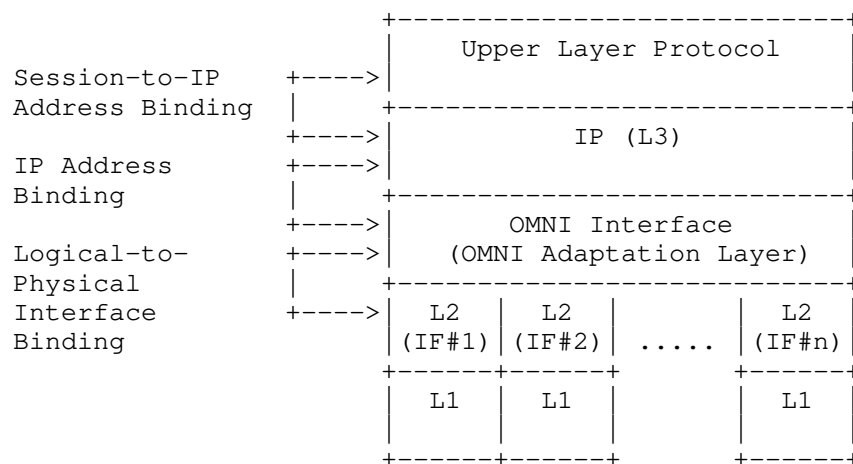 +----------------------------+
                             |    Upper Layer Protocol    |
Session-to-IP    +---->|                            |
Address Binding  |     +----------------------------+
                 +---->|           IP (L3)          |
IP Address       +---->|                            |
Binding          |     +----------------------------+
                 +---->|       OMNI Interface       |
Logical-to-      +---->|   (OMNI Adaptation Layer)  |
Physical         |     +----------------------------+
Interface        +---->|  L2  |  L2  |       |  L2  |
Binding                |(IF#1)|(IF#2)| ..... |(IF#n)|
                       +------+------+       +------+
                       |  L1  |  L1  |       |  L1  |
                       |      |      |       |      |
                       +------+------+       +------+